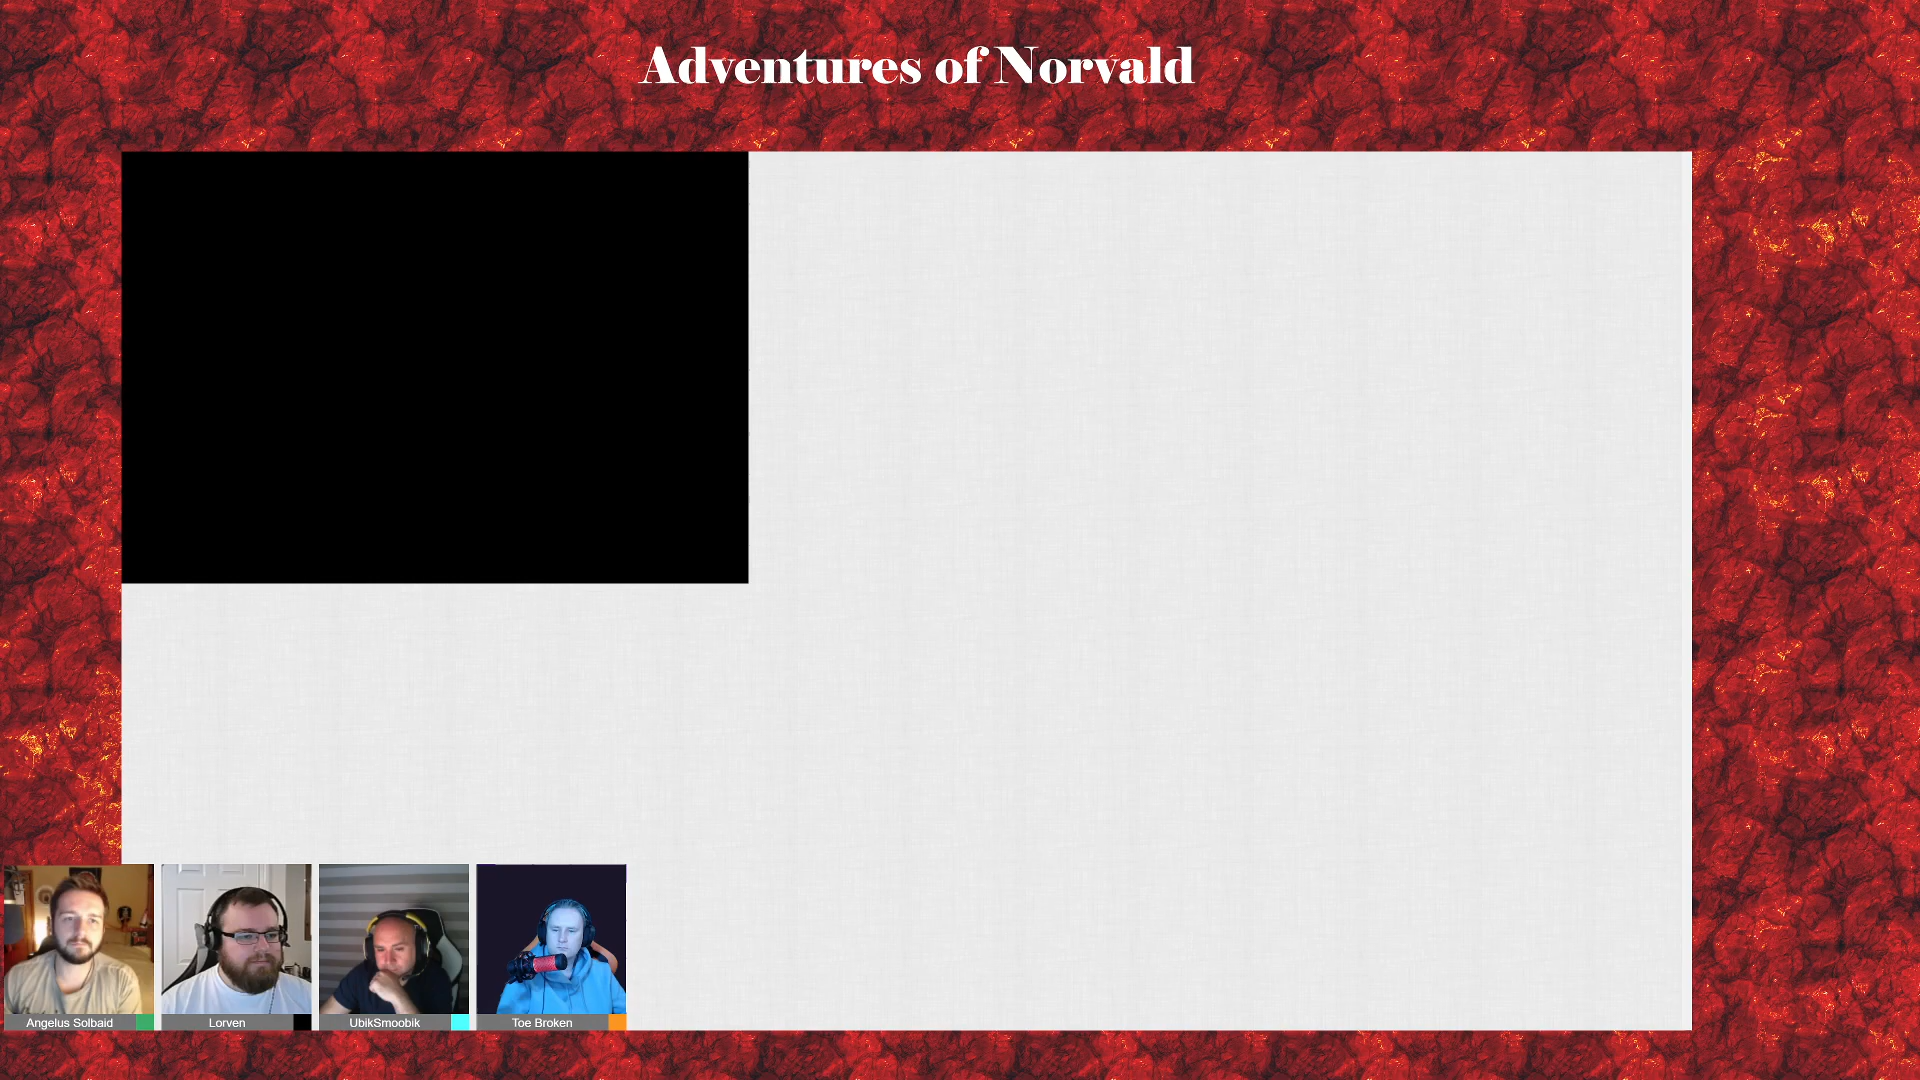 Adventures of Norvald
Angelus Solbaid
Lorven
UbikSmoobik
Toe Broken